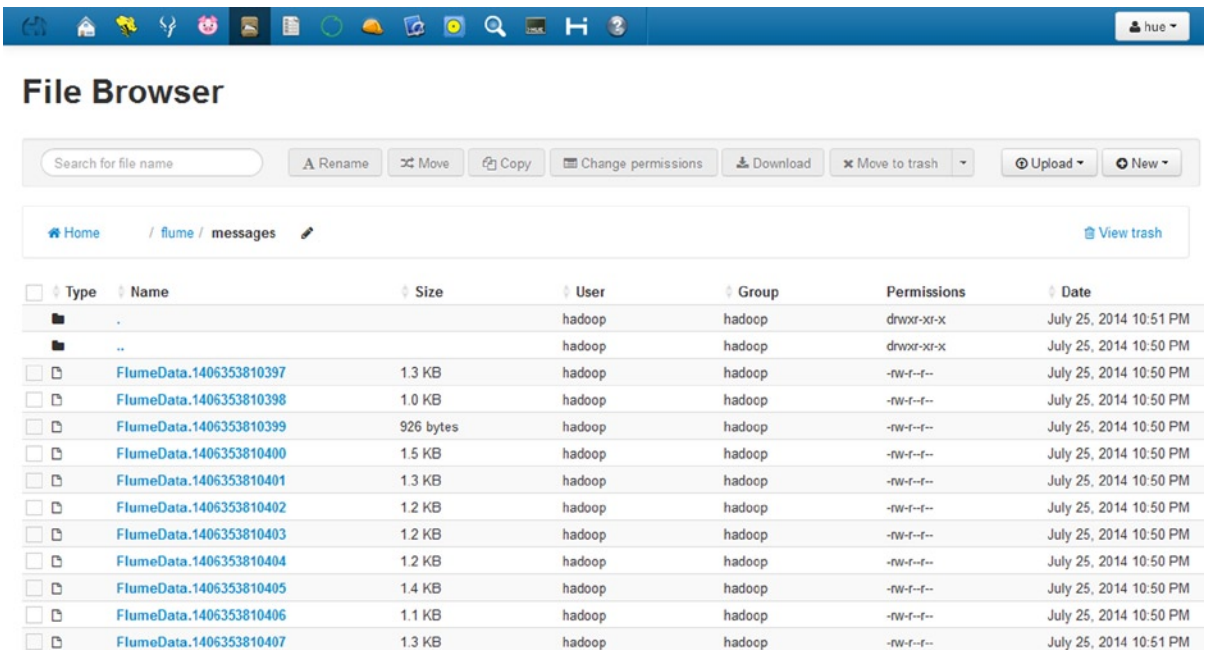 hue
File Browser
Search for file name A Rename Move Copy Change permissions Download Move to trash Upload New
Home / flume / messages View trash
Type Name Size User Group Permissions Date
. hadoop hadoop drwxr-xr-x July 25, 2014 10:51 PM
.. hadoop hadoop drwxr-xr-x July 25, 2014 10:50 PM
FlumeData.1406353810397 1.3 KB hadoop hadoop -rw-r--r-- July 25, 2014 10:50 PM
FlumeData.1406353810398 1.0 KB hadoop hadoop -rw-r--r-- July 25, 2014 10:50 PM
FlumeData.1406353810399 926 bytes hadoop hadoop -rw-r--r-- July 25, 2014 10:50 PM
FlumeData.1406353810400 1.5 KB hadoop hadoop -rw-r--r-- July 25, 2014 10:50 PM
FlumeData.1406353810401 1.3 KB hadoop hadoop -rw-r--r-- July 25, 2014 10:50 PM
FlumeData.1406353810402 1.2 KB hadoop hadoop -rw-r--r-- July 25, 2014 10:50 PM
FlumeData.1406353810403 1.2 KB hadoop hadoop -rw-r--r-- July 25, 2014 10:50 PM
FlumeData.1406353810404 1.2 KB hadoop hadoop -rw-r--r-- July 25, 2014 10:50 PM
FlumeData.1406353810405 1.4 KB hadoop hadoop -rw-r--r-- July 25, 2014 10:50 PM
FlumeData.1406353810406 1.1 KB hadoop hadoop -rw-r--r-- July 25, 2014 10:50 PM
FlumeData.1406353810407 1.3 KB hadoop hadoop -rw-r--r-- July 25, 2014 10:51 PM